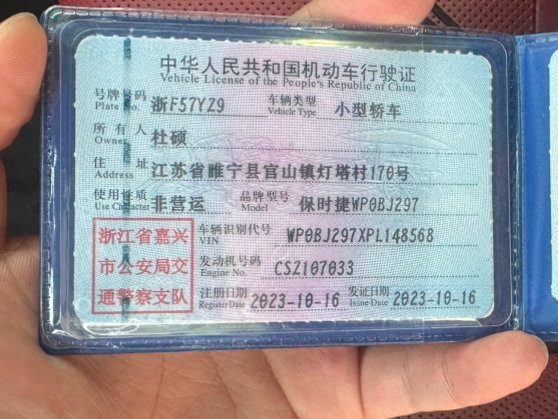 中华人民共和国机动车行驶证
Vehicle License of the People's Republic of China
号牌号码 Plate No. 浙F57YZ9 车辆类型 Vehicle Type 小型轿车
所有人 Owner 杜硕
住址 江苏省睢宁县官山镇灯塔村170号
使用性质 Use Character 非营运 品牌型号 Model 保时捷WP0BJ297
浙江省嘉兴市公安局交通警察支队
车辆识别代号 VIN WP0BJ297XPL148568
发动机号码 Engine No. CSZ107033
注册日期 Register Date 2023-10-16 发证日期 Issue Date 2023-10-16